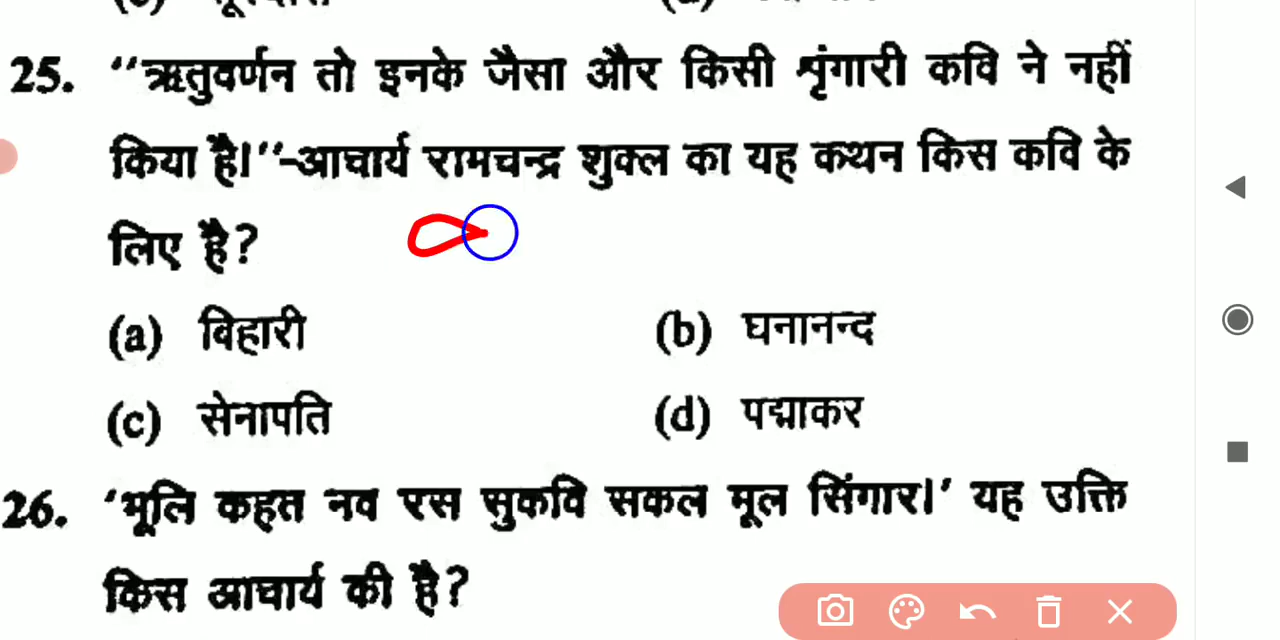 25. ‘‘ऋतुवर्णन तो इनके जैसा और किसी शृंगारी कवि ने नहीं
किया है।’’-आचार्य रामचन्द्र शुक्ल का यह कथन किस कवि के
लिए है?
(a) विहारी (b) घनानन्द
(c) सेनापति (d) पद्माकर
26. ‘भूलि कहत नव रस सुकवि सकल मूल सिंगार।’ यह उक्ति
किस आचार्य की है?